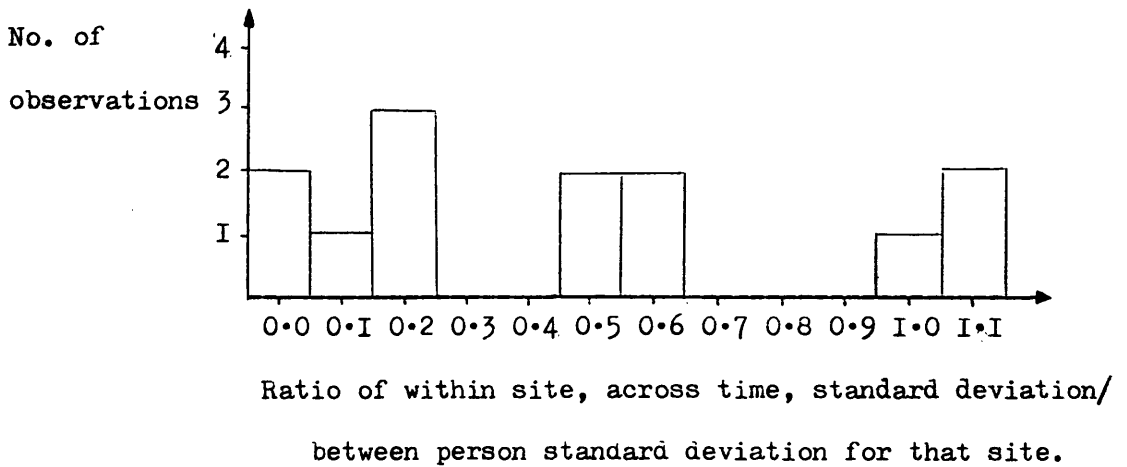 No. of
observations
4
3
2
I
0·0 0·I 0·2 0·3 0·4 0·5 0·6 0·7 0·8 0·9 I·0 I·I
Ratio of within site, across time, standard deviation/
between person standard deviation for that site.